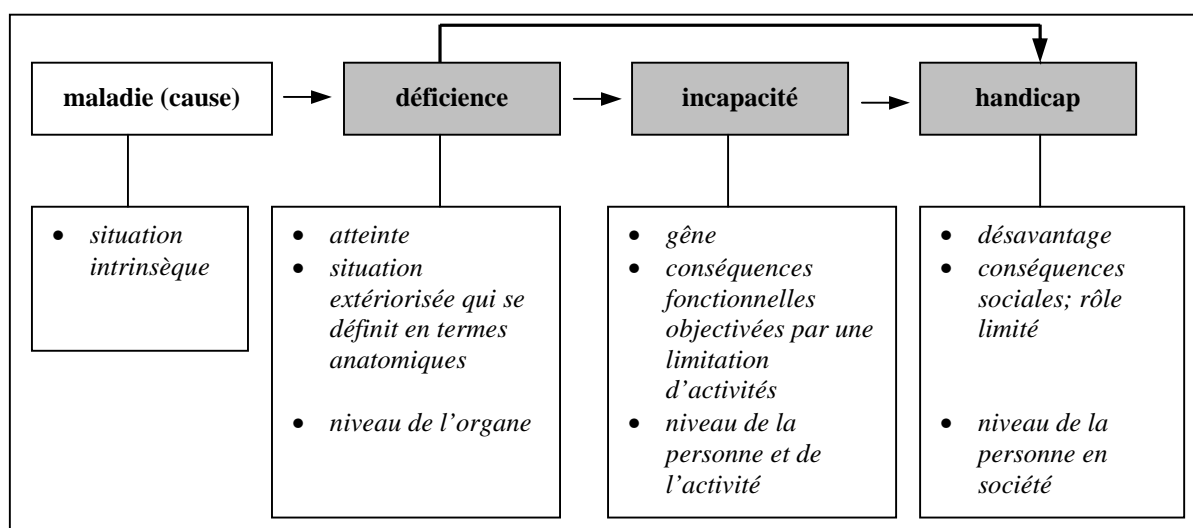 maladie (cause)
déficience
incapacité
handicap
• situation
intrinsèque
• atteinte
• situation
extériorisée qui se
définit en termes
anatomiques
• niveau de l’organe
• gêne
• conséquences
fonctionnelles
objectivées par une
limitation
d’activités
• niveau de la
personne et de
l’activité
• désavantage
• conséquences
sociales; rôle
limité
• niveau de la
personne en
société